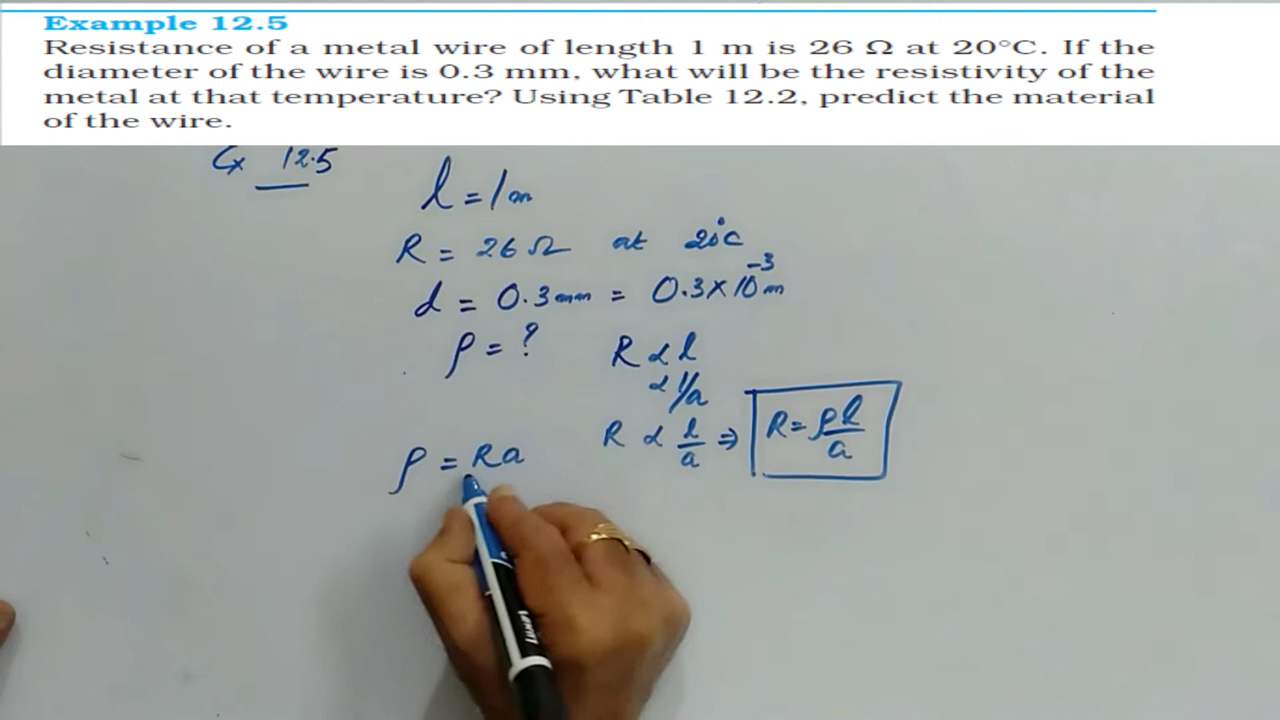 Example 12.5
Resistance of a metal wire of length 1 m is 26 Ω at 20°C. If the
diameter of the wire is 0.3 mm, what will be the resistivity of the
metal at that temperature? Using Table 12.2, predict the material
of the wire.
12.5
l = 1 m
R = 26 Ω at 20°C
d = 0.3 mm = 0.3 × 10⁻³ m
ρ = ?
R ∝ l
∝ 1/a
R ∝ l/a ⇒ R = ρl/a
ρ = Ra